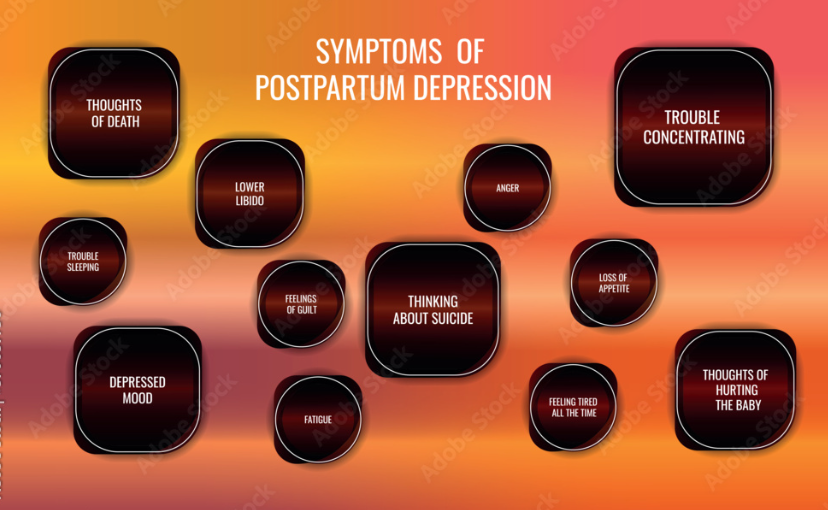 SYMPTOMS OF
POSTPARTUM DEPRESSION
THOUGHTS
OF DEATH
TROUBLE
CONCENTRATING
LOWER
LIBIDO
ANGER
TROUBLE
SLEEPING
FEELINGS
OF GUILT
THINKING
ABOUT SUICIDE
LOSS OF
APPETITE
DEPRESSED
MOOD
FATIGUE
FEELING TIRED
ALL THE TIME
THOUGHTS OF
HURTING
THE BABY
Adobe Stock